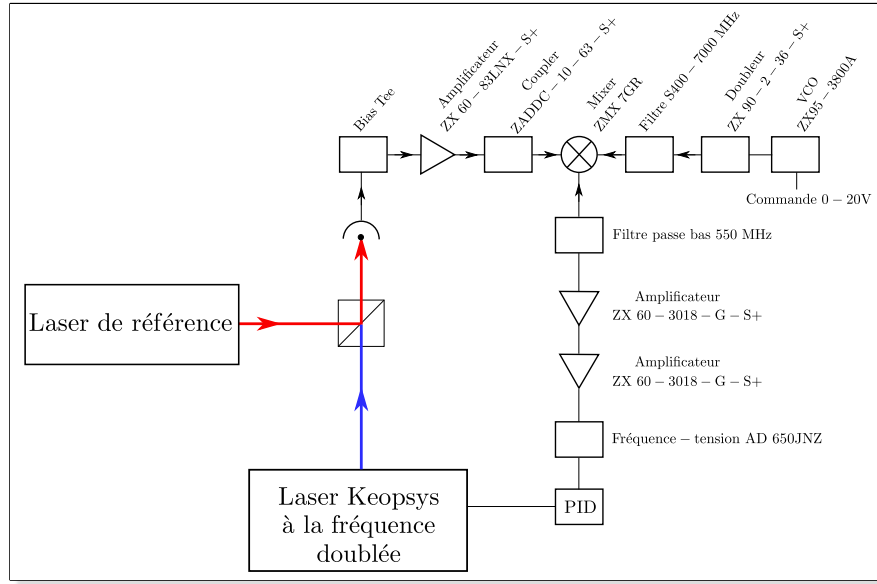 Bias Tee
Amplificateur
ZX 60 − 83LNX − S+
Coupler
ZADDC − 10 − 63 − S+
Mixer
ZMX 7GR
Filtre S400 − 7000 MHz
Doubleur
ZX 90 − 2 − 36 − S+
VCO
ZX95 − 3800A
Commande 0 − 20V
Filtre passe bas 550 MHz
Amplificateur
ZX 60 − 3018 − G − S+
Laser de référence
Amplificateur
ZX 60 − 3018 − G − S+
Fréquence − tension AD 650JNZ
Laser Keopsys
à la fréquence
doublée
PID